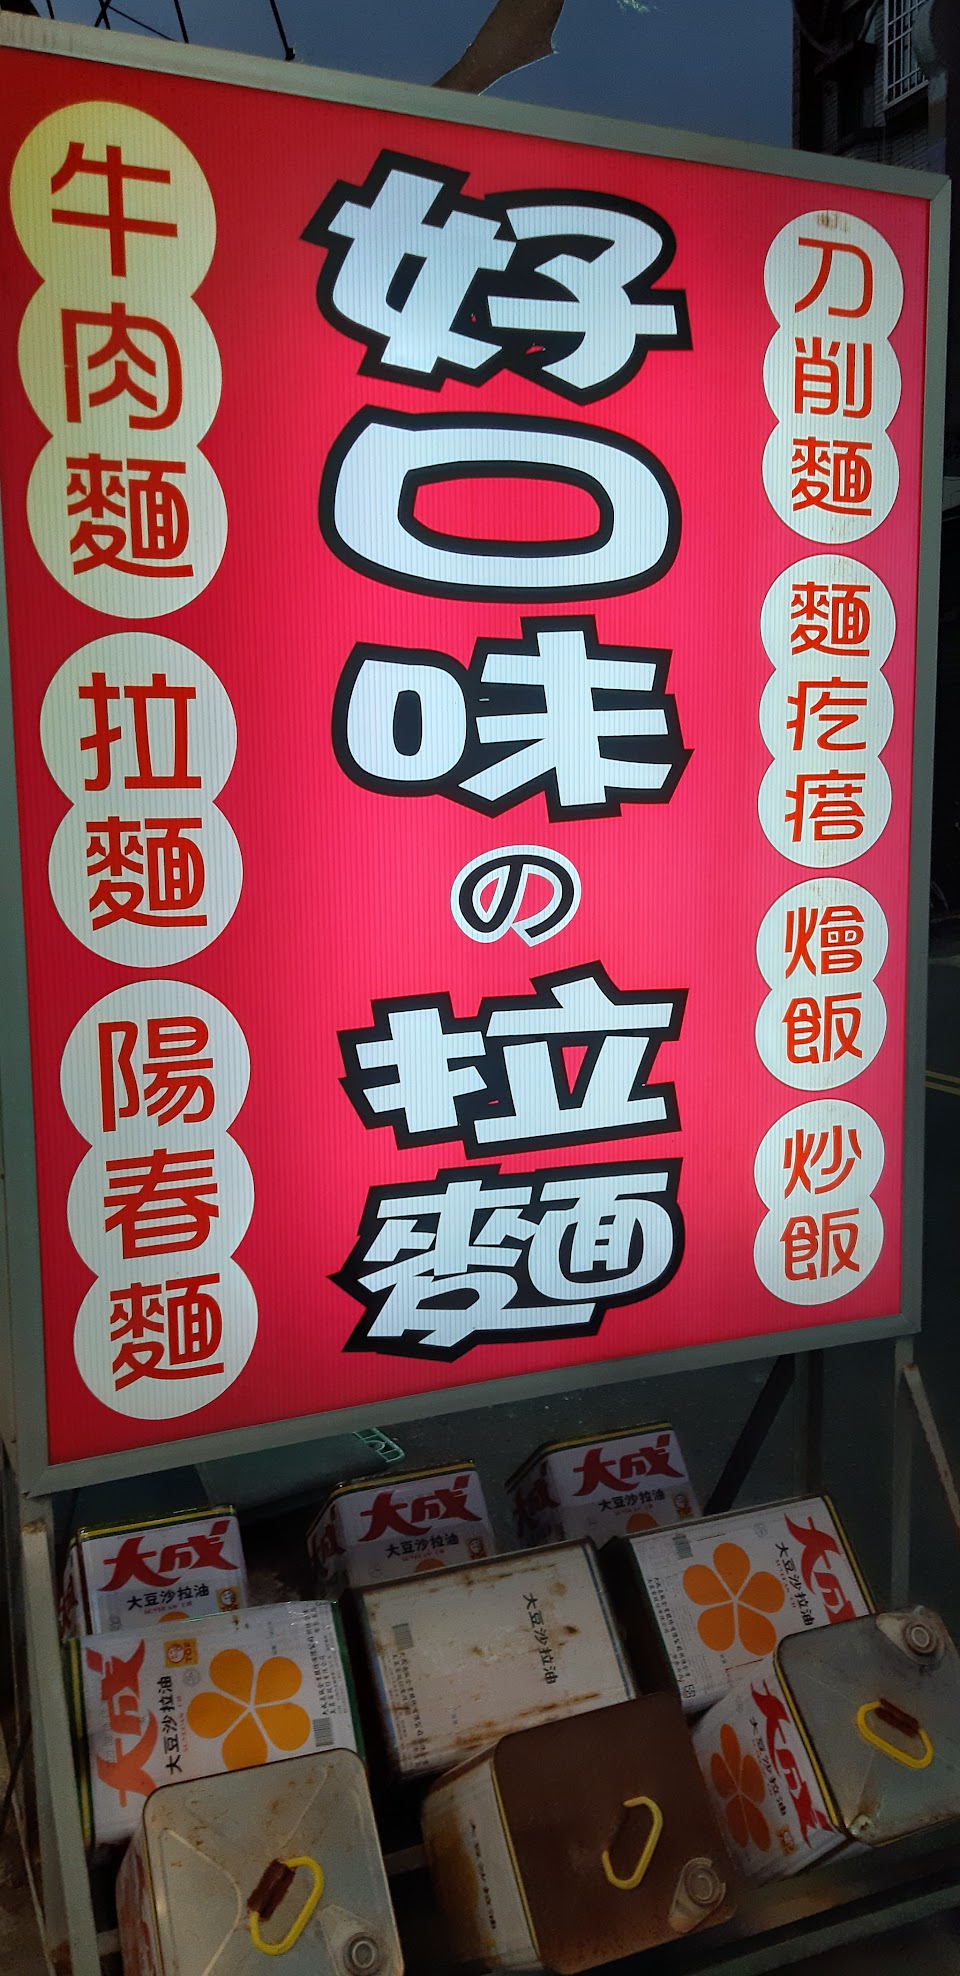 好口味の拉麵
刀削麵
麵疙瘩
燴飯
炒飯
牛肉麵
拉麵
陽春麵
大成
大豆沙拉油
大成
大豆沙拉油
大成
大豆沙拉油
大成
大豆沙拉油
大豆沙拉油
大成
大豆沙拉油
大成
大豆沙拉油